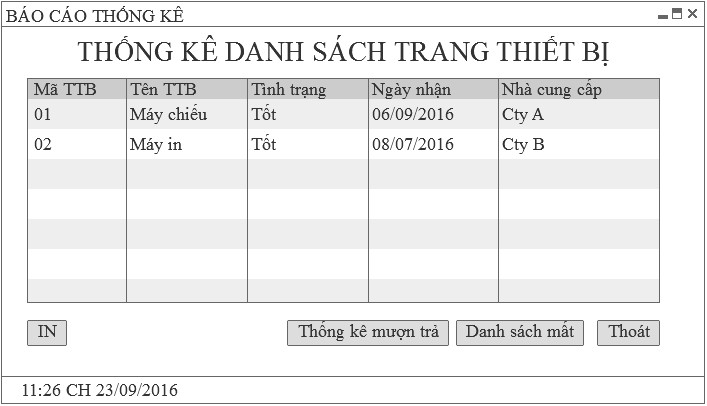 BÁO CÁO THỐNG KÊ
THỐNG KÊ DANH SÁCH TRANG THIẾT BỊ
Mã TTB Tên TTB Tình trạng Ngày nhận Nhà cung cấp
01 Máy chiếu Tốt 06/09/2016 Cty A
02 Máy in Tốt 08/07/2016 Cty B
IN Thống kê mượn trả Danh sách mất Thoát
11:26 CH 23/09/2016